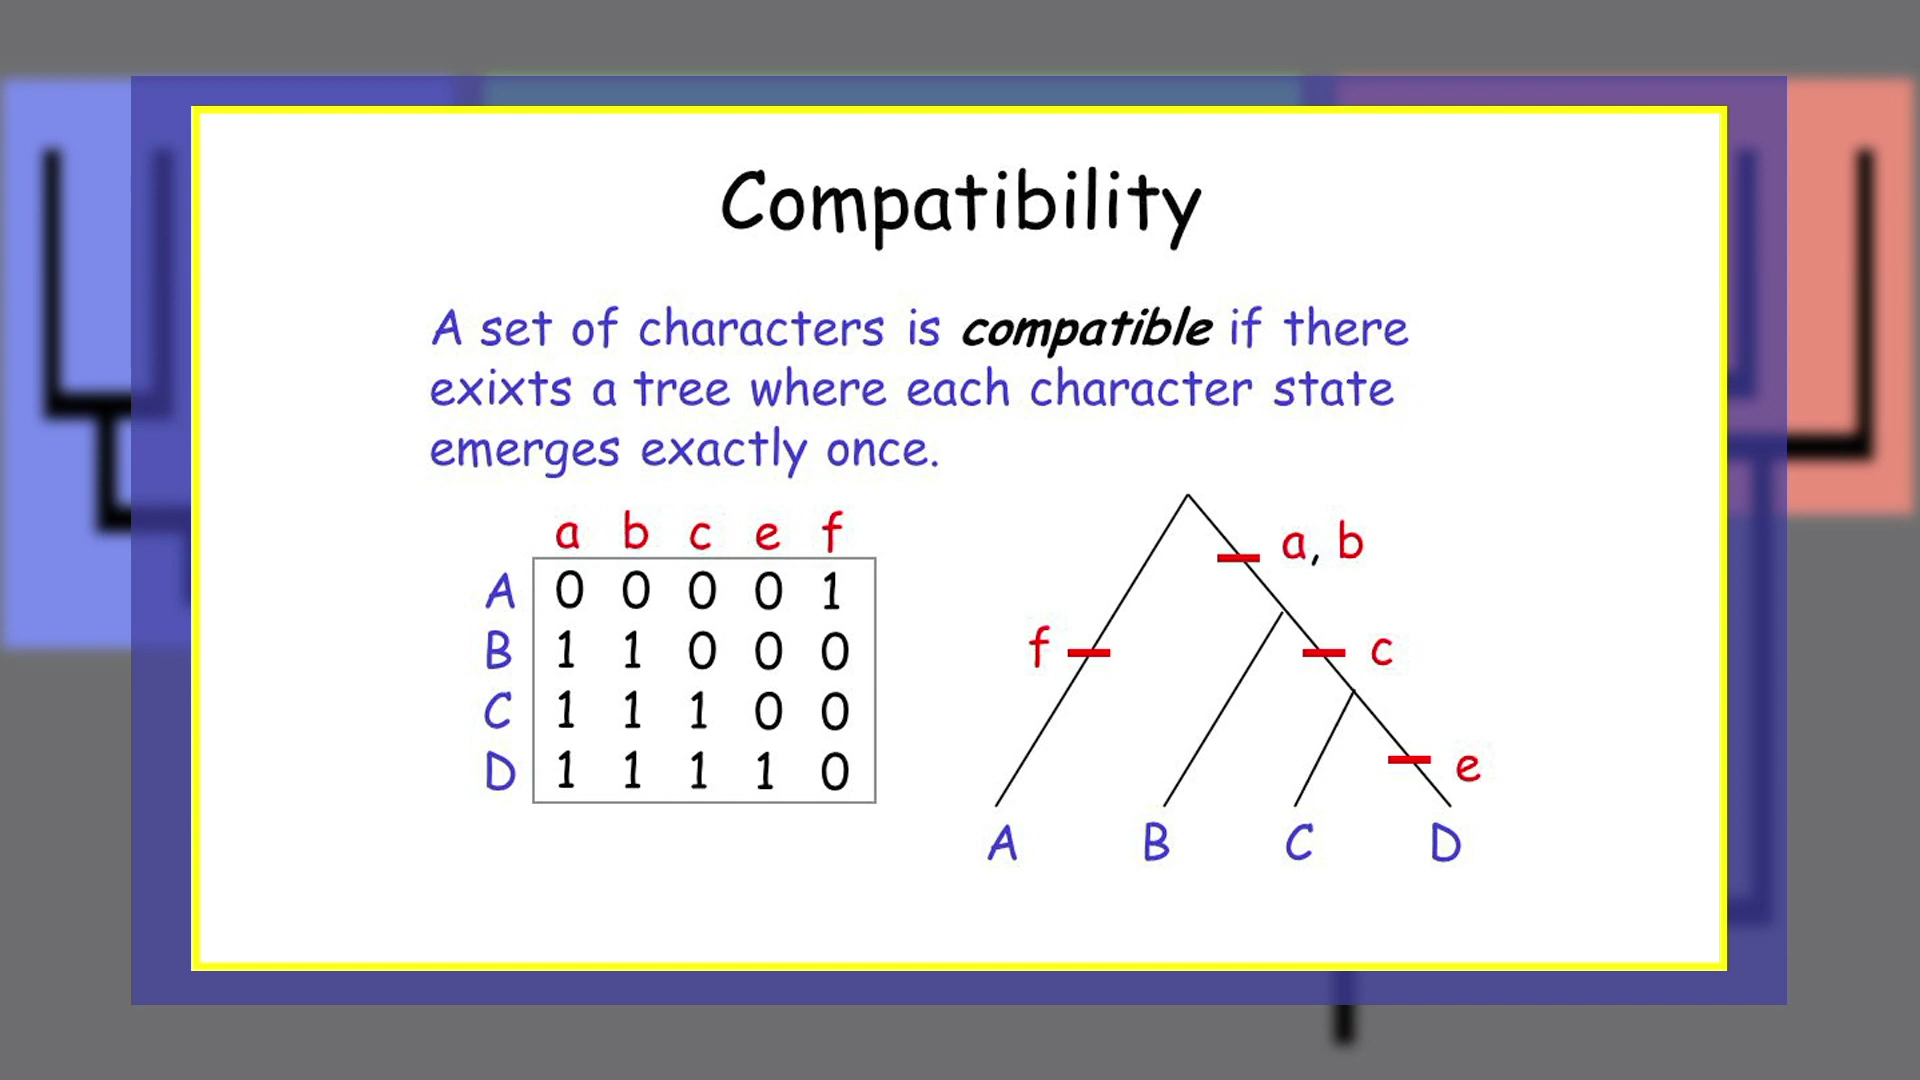 Compatibility
A set of characters is compatible if there
exixts a tree where each character state
emerges exactly once.
a b c e f
A 0 0 0 0 1
B 1 1 0 0 0
C 1 1 1 0 0
D 1 1 1 1 0
a, b
f
c
e
A B C D